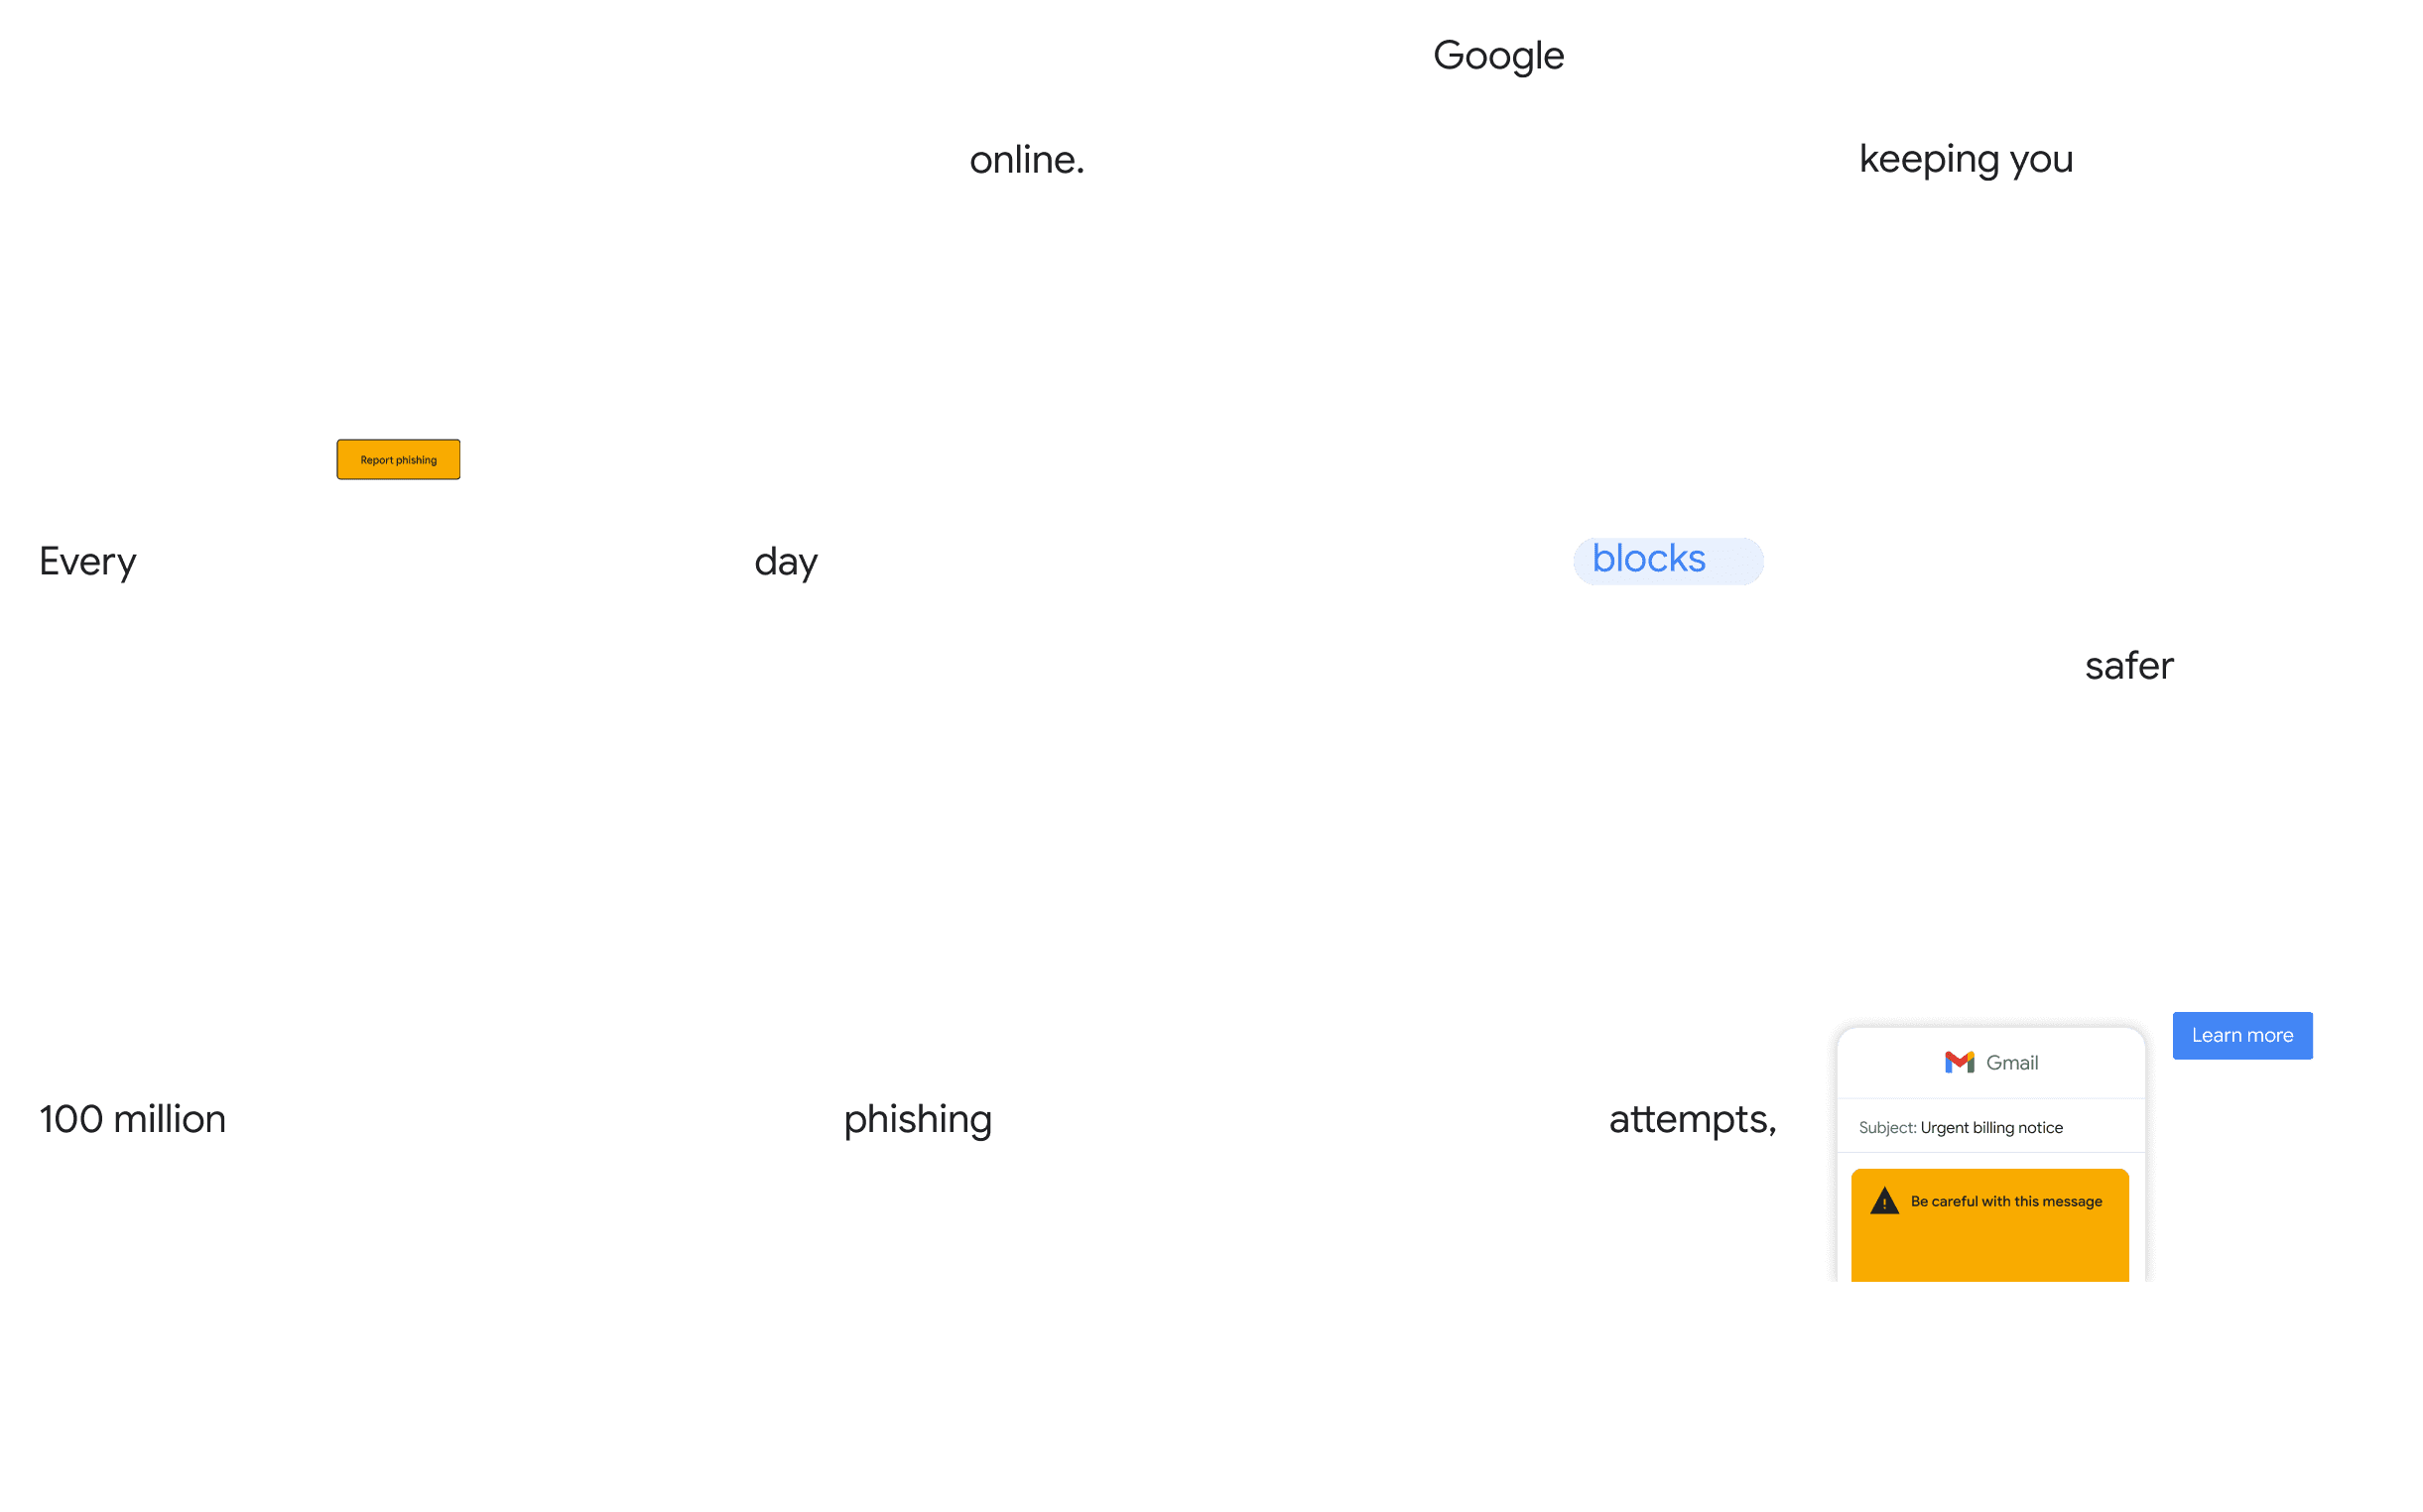 Google
online.
keeping you
Report phishing
Every
day
blocks
safer
Learn more
Gmail
100 million
phishing
attempts,
Subject: Urgent billing notice
Be careful with this message